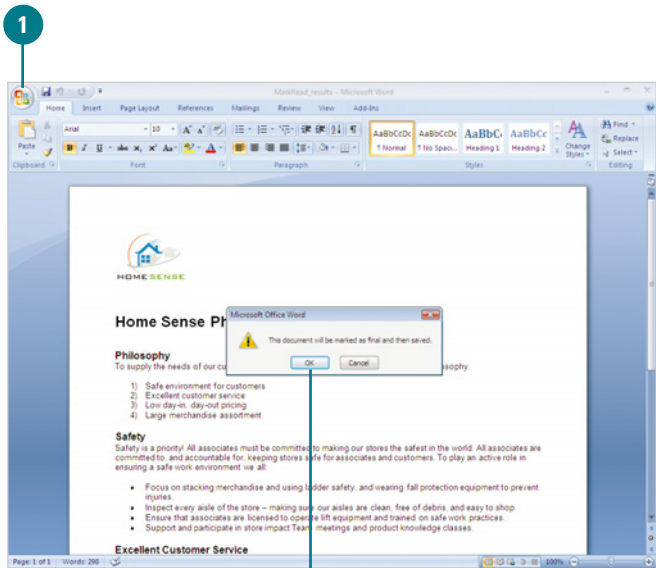 1
MarkRead_results - Microsoft Word
Home Insert Page Layout References Mailings Review View Add-Ins
Arial 10 A A
Paste
B I U abc x, x² Aa A
AaBbCcDc AaBbCcDc AaBbC AaBbCc
¶ Normal ¶ No Spaci... Heading 1 Heading 2
Change
Styles
Find
Replace
Select
Clipboard Font Paragraph Styles Editing
HOME SENSE
Home Sense Ph
Microsoft Office Word
This document will be marked as final and then saved.
OK Cancel
Philosophy
To supply the needs of our cu osophy.
1) Safe environment for customers
2) Excellent customer service
3) Low day-in, day-out pricing
4) Large merchandise assortment
Safety
Safety is a priority! All associates must be committed to making our stores the safest in the world. All associates are
committed to, and accountable for, keeping stores safe for associates and customers. To play an active role in
ensuring a safe work environment we all:
• Focus on stacking merchandise and using ladder safety, and wearing fall protection equipment to prevent
injuries.
• Inspect every aisle of the store – making sure our aisles are clean, free of debris, and easy to shop.
• Ensure that associates are licensed to operate lift equipment and trained on safe work practices.
• Support and participate in store impact Team meetings and product knowledge classes.
Excellent Customer Service
Page: 1 of 1 Words: 290 100%